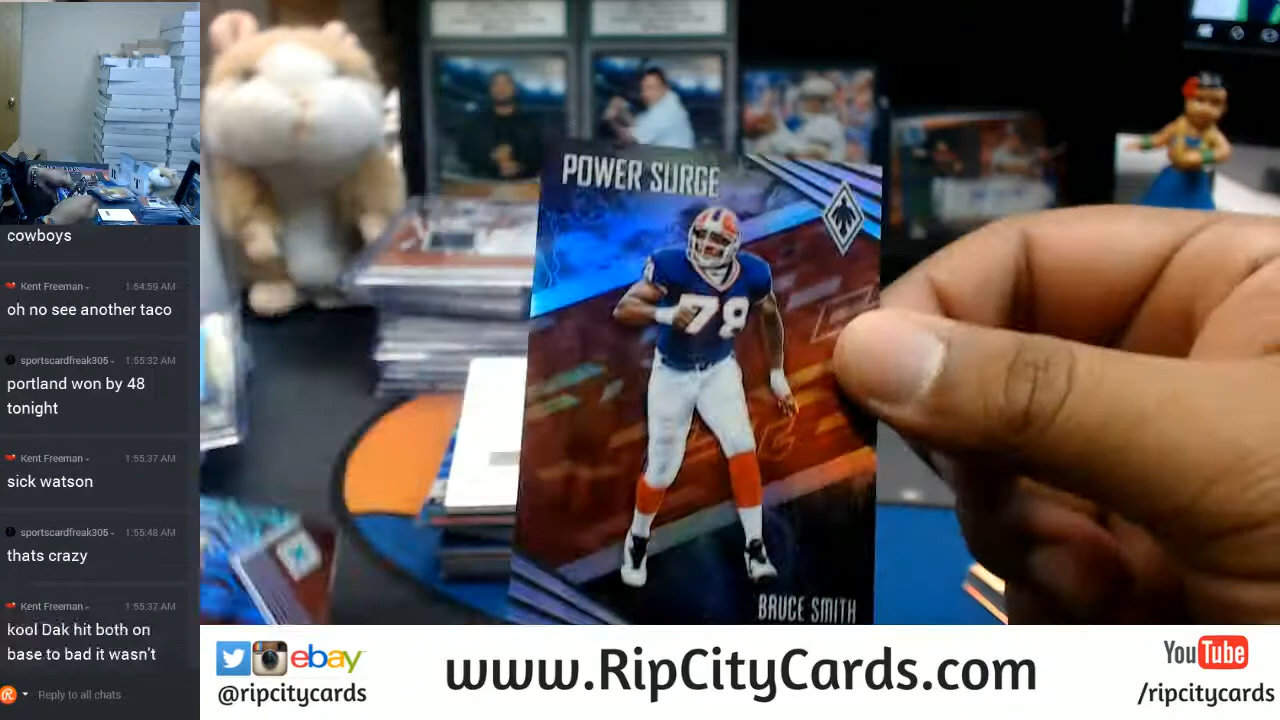 cowboys
Kent Freeman 1:54:59 AM
oh no see another taco
sportscardfreak305 1:55:32 AM
portland won by 48
tonight
Kent Freeman 1:55:37 AM
sick watson
sportscardfreak305 1:55:48 AM
thats crazy
Kent Freeman 1:55:37 AM
kool Dak hit both on
base to bad it wasn't
Reply to all chats
POWER SURGE
78
BRUCE SMITH
ebay
@ripcitycards
www.RipCityCards.com
YouTube
/ripcitycards